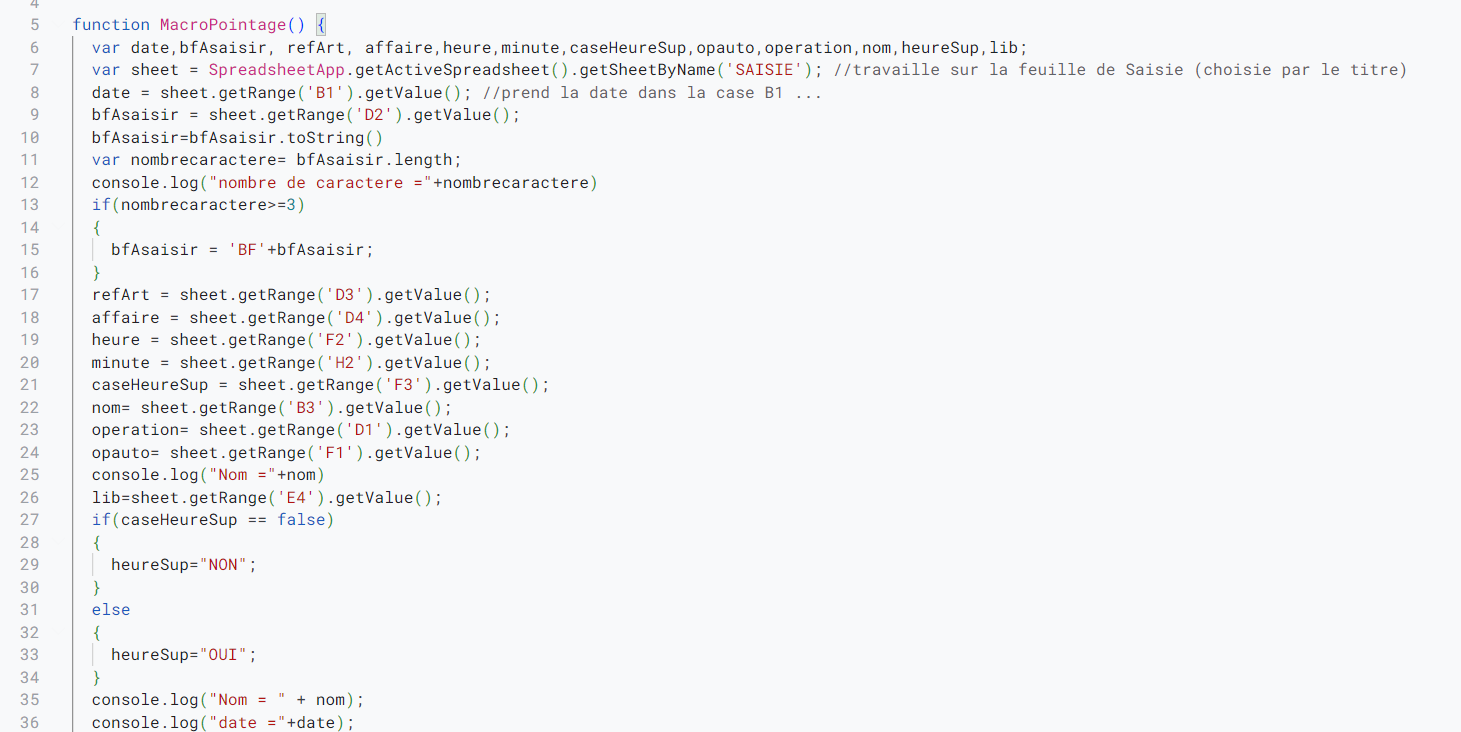 4
5 function MacroPointage() {
6 var date,bfAsaisir, refArt, affaire,heure,minute,caseHeureSup,opauto,operation,nom,heureSup,lib;
7 var sheet = SpreadsheetApp.getActiveSpreadsheet().getSheetByName('SAISIE'); //travaille sur la feuille de Saisie (choisie par le titre)
8 date = sheet.getRange('B1').getValue(); //prend la date dans la case B1 ...
9 bfAsaisir = sheet.getRange('D2').getValue();
10 bfAsaisir=bfAsaisir.toString()
11 var nombrecaractere= bfAsaisir.length;
12 console.log("nombre de caractere ="+nombrecaractere)
13 if(nombrecaractere>=3)
14 {
15 bfAsaisir = 'BF'+bfAsaisir;
16 }
17 refArt = sheet.getRange('D3').getValue();
18 affaire = sheet.getRange('D4').getValue();
19 heure = sheet.getRange('F2').getValue();
20 minute = sheet.getRange('H2').getValue();
21 caseHeureSup = sheet.getRange('F3').getValue();
22 nom= sheet.getRange('B3').getValue();
23 operation= sheet.getRange('D1').getValue();
24 opauto= sheet.getRange('F1').getValue();
25 console.log("Nom ="+nom)
26 lib=sheet.getRange('E4').getValue();
27 if(caseHeureSup == false)
28 {
29 heureSup="NON";
30 }
31 else
32 {
33 heureSup="OUI";
34 }
35 console.log("Nom = " + nom);
36 console.log("date ="+date);